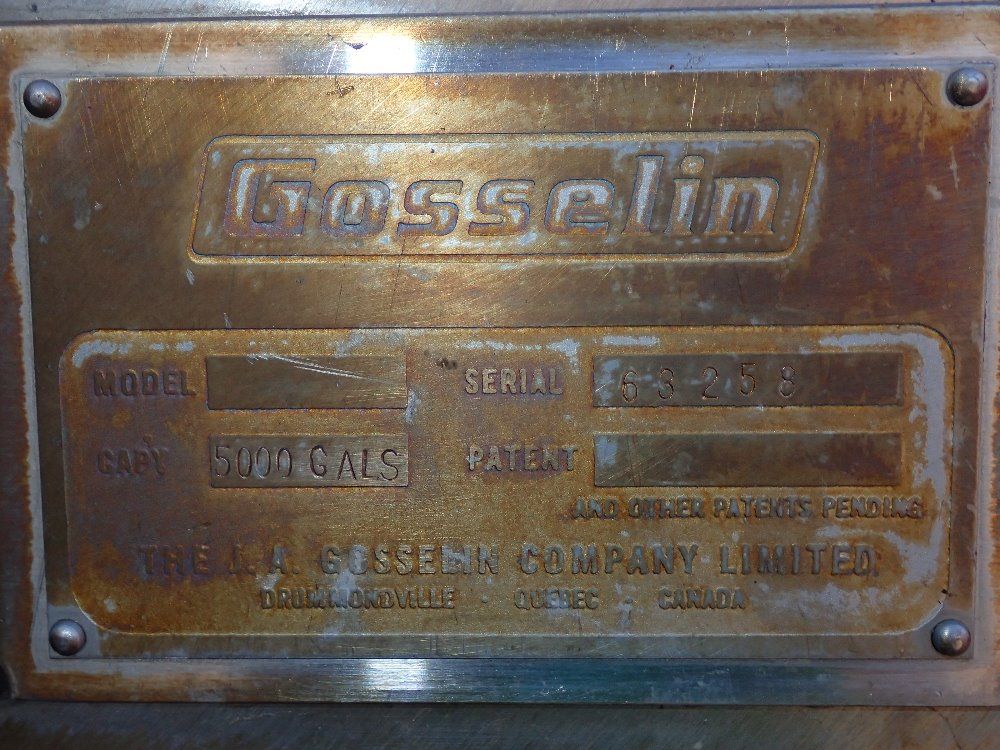 Gosselin
MODEL SERIAL 63258
CAPY 5000 GALS PATENT
AND OTHER PATENTS PENDING
THE J. A. GOSSELIN COMPANY LIMITED.
DRUMMONDVILLE - QUEBEC - CANADA